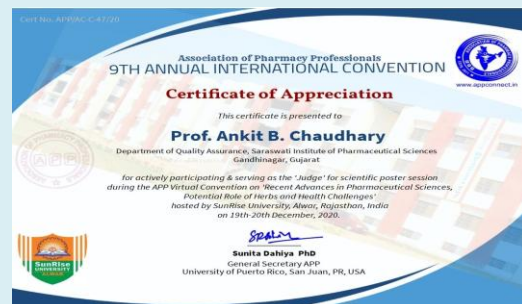 Cert No. APP/AC-C-47/20
Association of Pharmacy Professionals
9TH ANNUAL INTERNATIONAL CONVENTION
www.appconnect.in
Certificate of Appreciation
This certificate is presented to
Prof. Ankit B. Chaudhary
Department of Quality Assurance, Saraswati Institute of Pharmaceutical Sciences
Gandhinagar, Gujarat
for actively participating & serving as the 'Judge' for scientific poster session
during the APP Virtual Convention on 'Recent Advances in Pharmaceutical Sciences,
Potential Role of Herbs and Health Challenges'
hosted by SunRise University, Alwar, Rajasthan, India
on 19th-20th December, 2020.
Sunita Dahiya PhD
General Secretary APP
University of Puerto Rico, San Juan, PR, USA
SunRise
UNIVERSITY
ALWAR